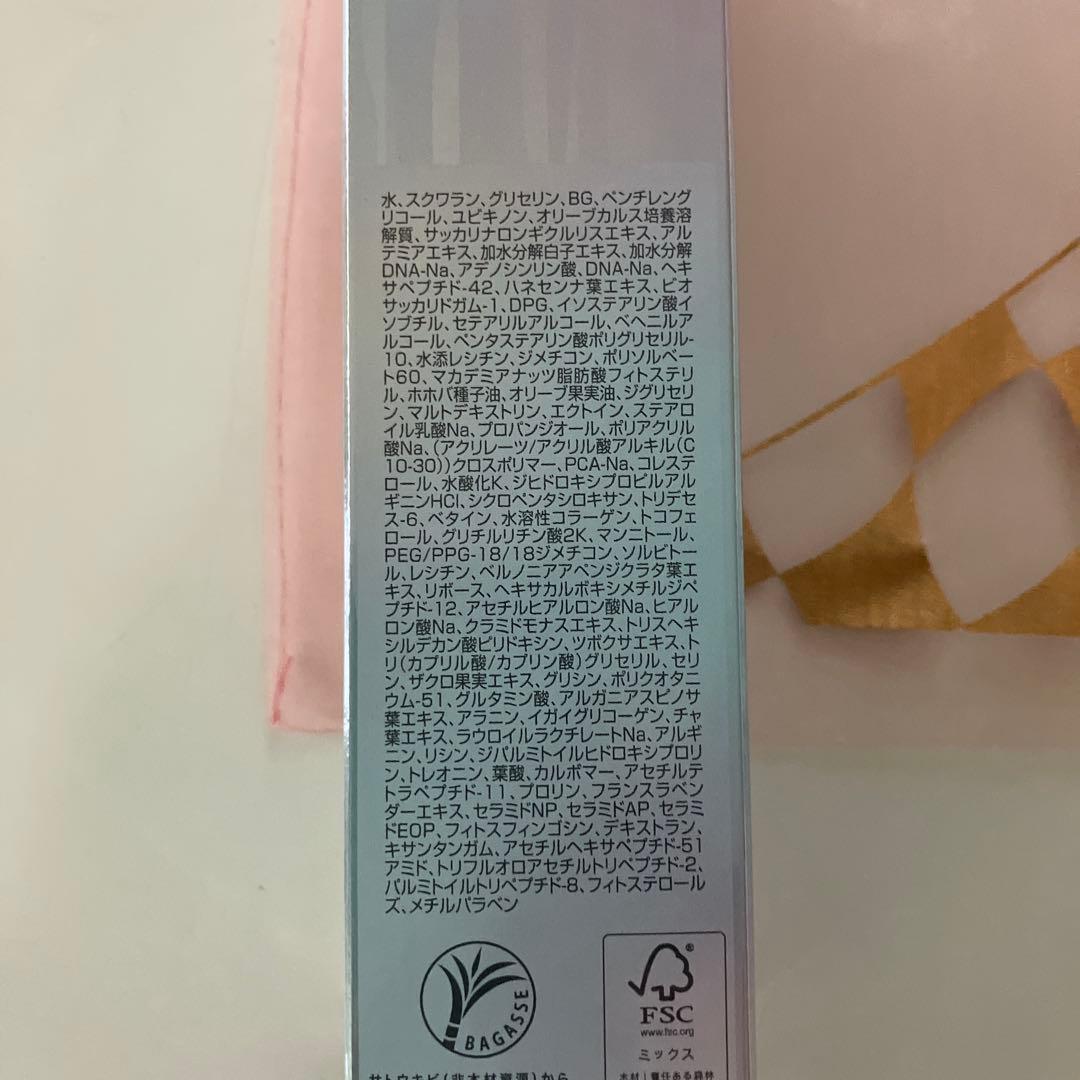 水、スクワラン、グリセリン、BG、ペンチレング
リコール、ユビキノン、オリーブカルス培養溶
解質、サッカリナロンギクルリスエキス、アル
テミアエキス、加水分解白子エキス、加水分解
DNA-Na、アデノシンリン酸、DNA-Na、ヘキ
サペプチド-42、ハネセンナ葉エキス、ビオ
サッカリドガム-1、DPG、イソステアリン酸イ
ソブチル、セテアリルアルコール、ベヘニルア
ルコール、ペンタステアリン酸ポリグリセリル-
10、水添レシチン、ジメチコン、ポリソルベー
ト60、マカデミアナッツ脂肪酸フィトステリ
ル、ホホバ種子油、オリーブ果実油、ジグリセリ
ン、マルトデキストリン、エクトイン、ステアロ
イル乳酸Na、プロパンジオール、ポリアクリル
酸Na、(アクリレーツ/アクリル酸アルキル(C
10-30))クロスポリマー、PCA-Na、コレステ
ロール、水酸化K、ジヒドロキシプロピルアル
ギニンHCl、シクロペンタシロキサン、トリデセ
ス-6、ベタイン、水溶性コラーゲン、トコフェ
ロール、グリチルリチン酸2K、マンニトール、
PEG/PPG-18/18ジメチコン、ソルビトー
ル、レシチン、ベルノニアアペンジクラタ葉エ
キス、リボース、ヘキサカルボキシメチルジペ
プチド-12、アセチルヒアルロン酸Na、ヒアル
ロン酸Na、クラミドモナスエキス、トリスヘキ
シルデカン酸ピリドキシン、ツボクサエキス、ト
リ(カプリル酸/カプリン酸)グリセリル、セリ
ン、ザクロ果実エキス、グリシン、ポリクオタニ
ウム-51、グルタミン酸、アルガニアスピノサ
葉エキス、アラニン、イガイグリコーゲン、チャ
葉エキス、ラウロイルラクチレートNa、アルギ
ニン、リシン、ジパルミトイルヒドロキシプロリ
ン、トレオニン、葉酸、カルボマー、アセチルテ
トラペプチド-11、プロリン、フランスラベン
ダーエキス、セラミドNP、セラミドAP、セラミ
ドEOP、フィトスフィンゴシン、デキストラン、
キサンタンガム、アセチルヘキサペプチド-51
アミド、トリフルオロアセチルトリペプチド-2、
パルミトイルトリペプチド-8、フィトステロール
ズ、メチルパラベン
BAGASSE
FSC
www.fsc.org
ミックス
サトウキビ(非木材資源)から
木材|責任ある森林